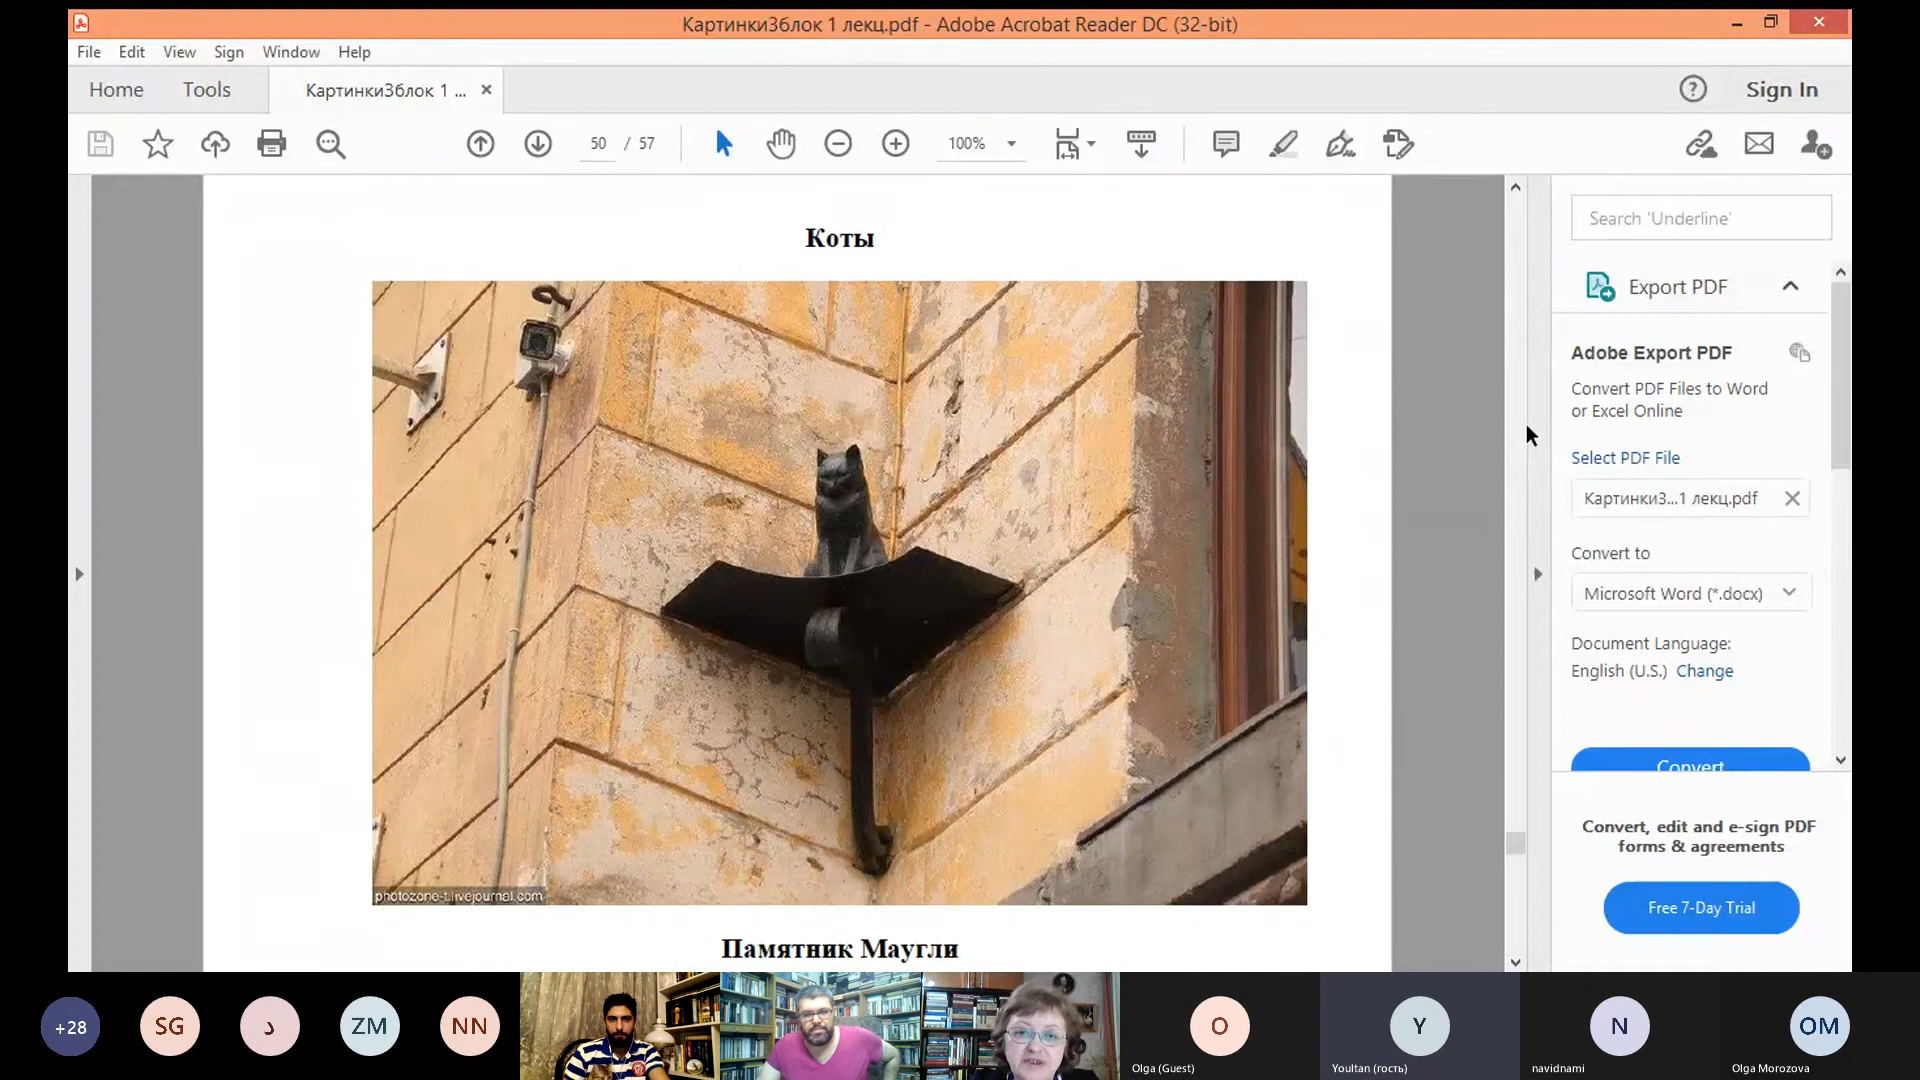 Картинки3блок 1 лекц.pdf - Adobe Acrobat Reader DC (32-bit)
File Edit View Sign Window Help
Home Tools Картинки3блок 1 ... Sign In
50 / 57 100%
Коты
photozone-t.livejournal.com
Памятник Маугли
Search 'Underline'
Export PDF
Adobe Export PDF
Convert PDF Files to Word
or Excel Online
Select PDF File
Картинки3...1 лекц.pdf
Convert to
Microsoft Word (*.docx)
Document Language:
English (U.S.) Change
Convert
Convert, edit and e-sign PDF
forms & agreements
Free 7-Day Trial
+28 SG د ZM NN O Y N OM
Olga (Guest) Youltan (гость) navidnami Olga Morozova